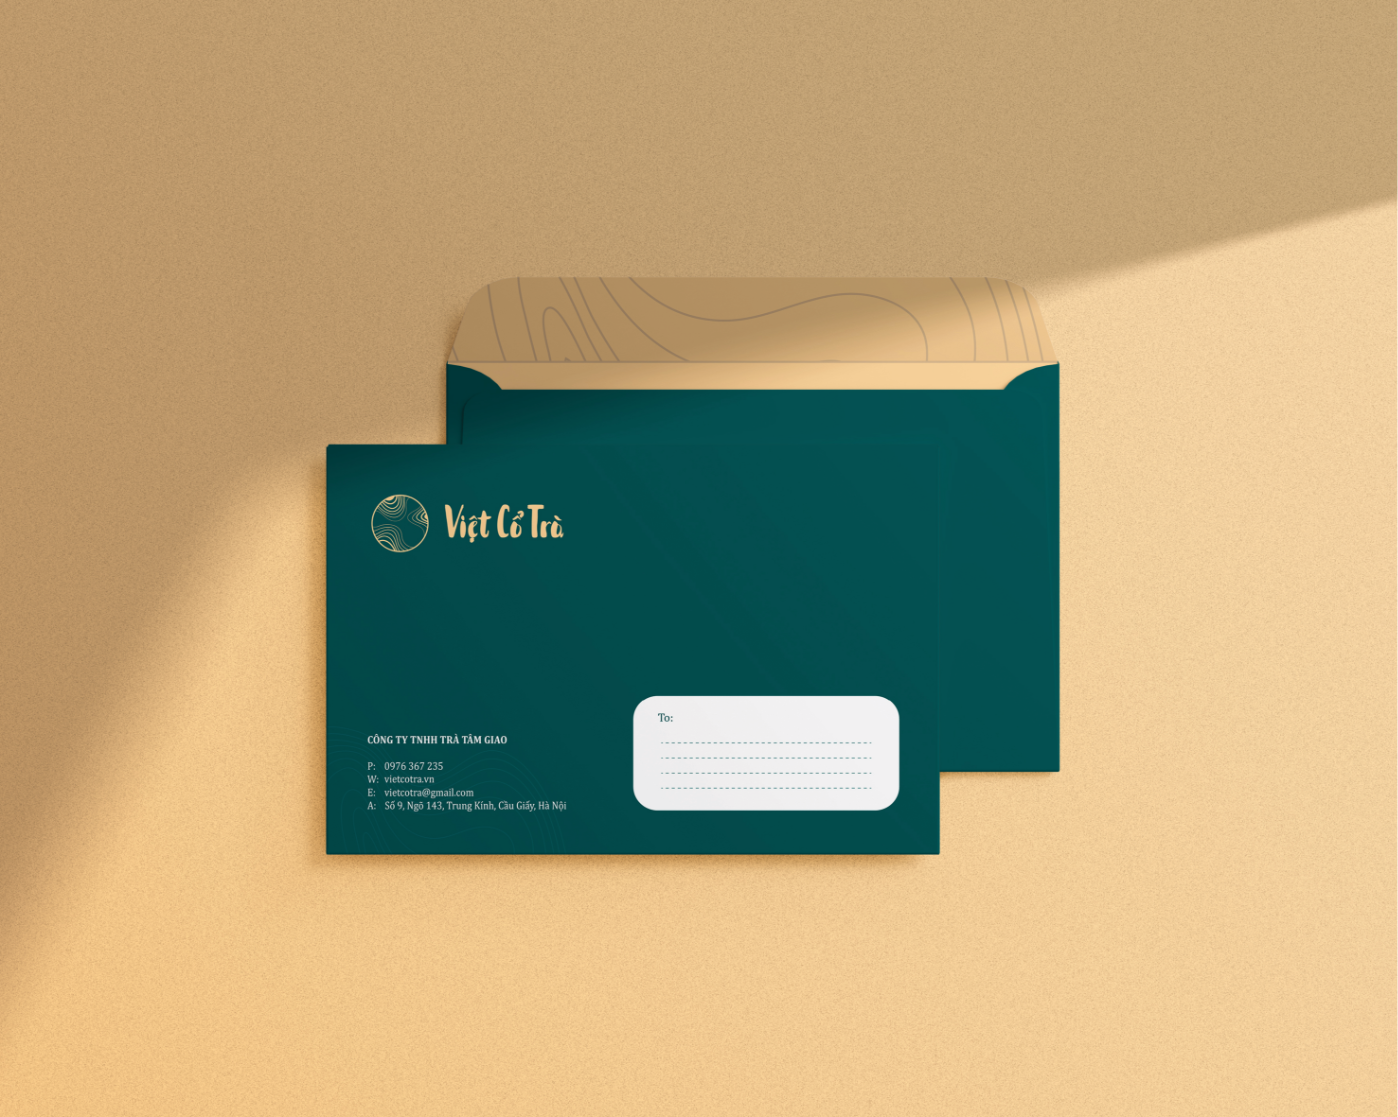 Việt Cổ Trà
CÔNG TY TNHH TRÀ TÂM GIAO
P: 0976 367 235
W: vietcotra.vn
E: vietcotra@gmail.com
A: Số 9, Ngõ 143, Trung Kính, Cầu Giấy, Hà Nội
To: